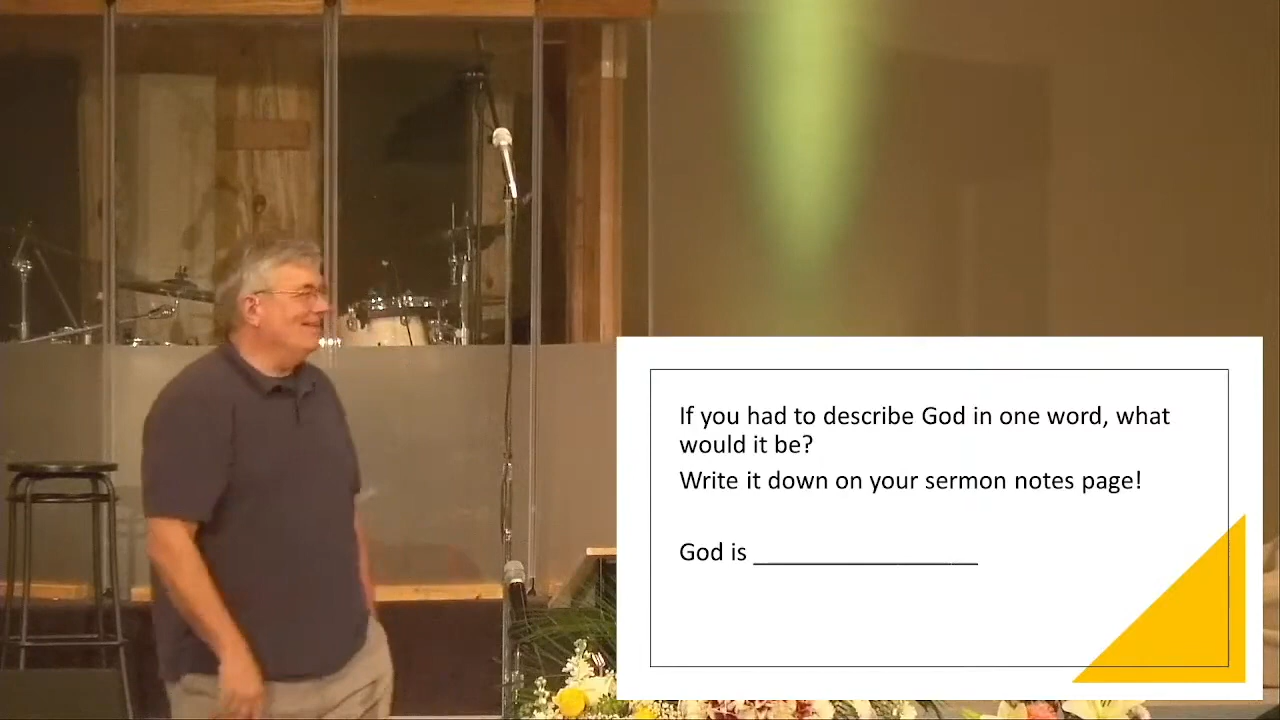 If you had to describe God in one word, what
would it be?
Write it down on your sermon notes page!
God is _________________